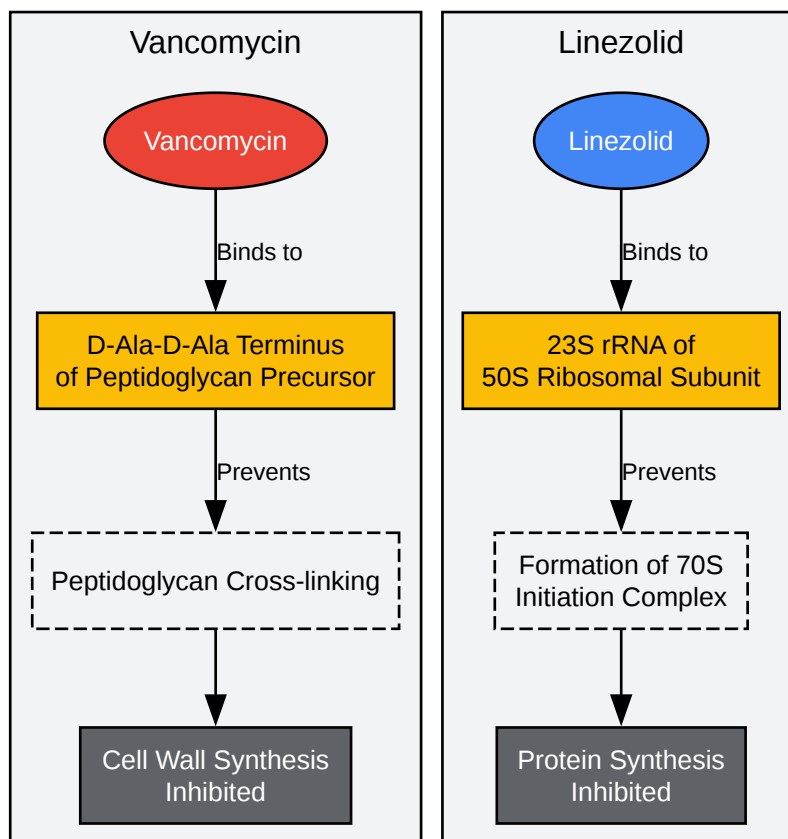 Vancomycin
Vancomycin
Binds to
D-Ala-D-Ala Terminus
of Peptidoglycan Precursor
Prevents
Peptidoglycan Cross-linking
Cell Wall Synthesis
Inhibited
Linezolid
Linezolid
Binds to
23S rRNA of
50S Ribosomal Subunit
Prevents
Formation of 70S
Initiation Complex
Protein Synthesis
Inhibited